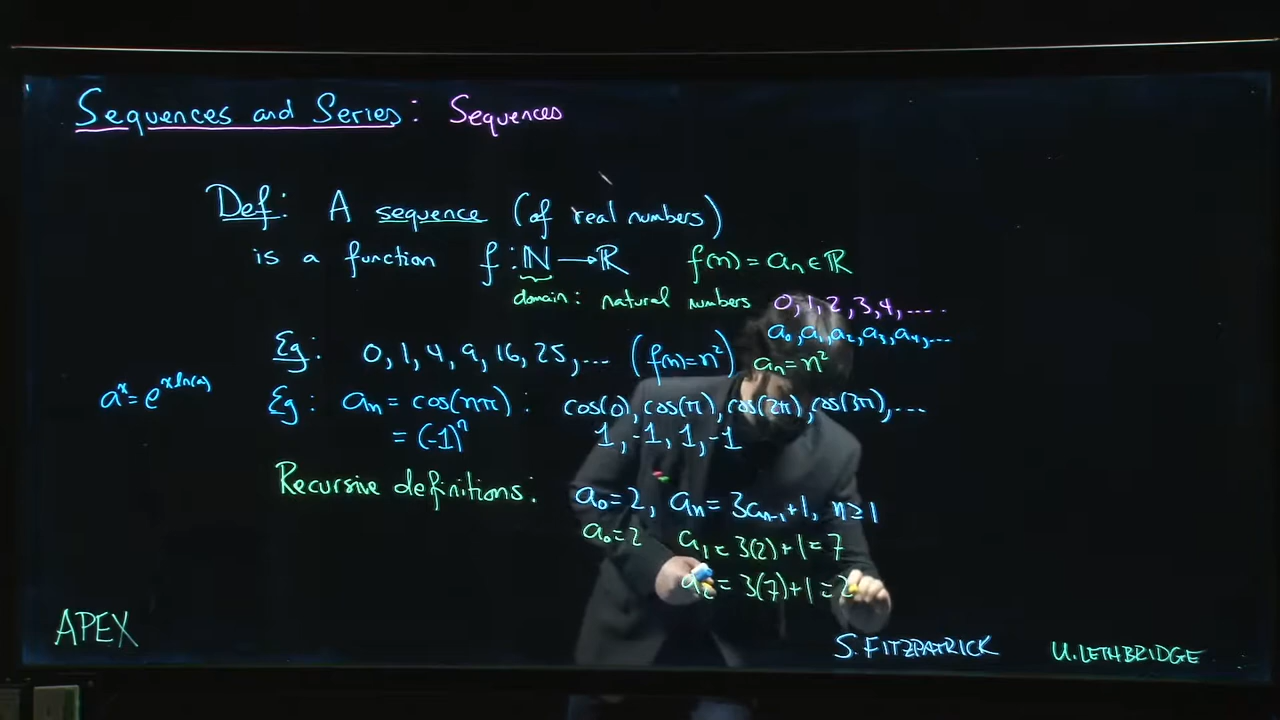 Sequences and Series: Sequences
Def: A sequence (of real numbers)
is a function f:ℕ→ℝ f(n)=aₙ∈ℝ
domain: natural numbers 0,1,2,3,4,....
a₀,a₁,a₂,a₃,a₄,...
Eg: 0,1,4,9,16,25,... (f(n)=n²) aₙ=n²
aˣ=e^(x ln(a))
Eg: aₙ = cos(nπ): cos(0), cos(π), cos(2π), cos(3π),...
= (-1)ⁿ 1,-1,1,-1
Recursive definitions: a₀=2, aₙ=3aₙ₋₁+1, n≥1
a₀=2 a₁=3(2)+1=7
a₂=3(7)+1=2
APEX
S. FITZPATRICK
U. LETHBRIDGE